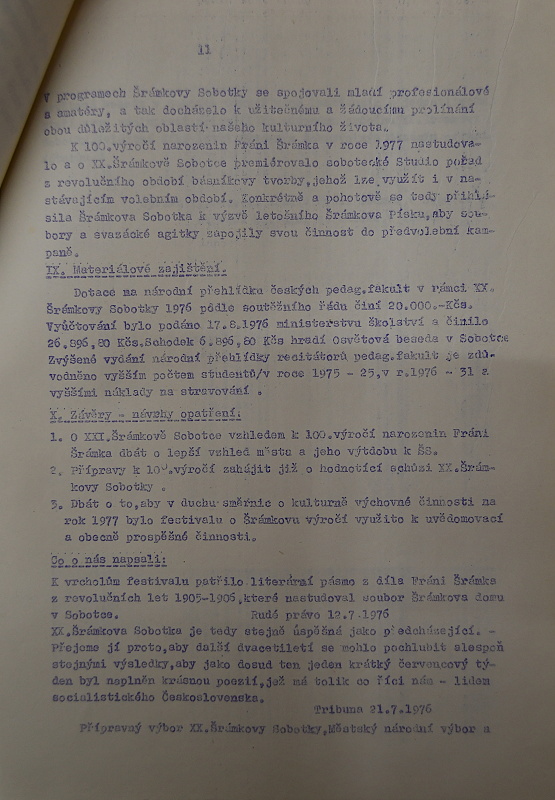 11
V programech Šrámkovy Sobotky se spojovali mladí profesionálové
s amatéry, a tak docházelo k užitečnému a žádoucímu prolínání
obou důležitých oblastí našeho kulturního života.
K 100.výročí narozenin Fráni Šrámka v roce 1977 nastudova-
lo a o XX.Šrámkově Sobotce premiérovalo sobotecké Studio pořad
z revolučního období básníkovy tvorby,jehož lze využít i v na-
stávajícím volebním období. Konkrétně a pohotově se tedy přihlá-
sila Šrámkova Sobotka k výzvě letošního Šrámkova Písku,aby sou-
bory a svazácké agitky zapojily svou činnost do předvolební kam-
paně.
IX. Materiálové zajištění.
Dotace na národní přehlídka českých pedag.fakult v rámci XX.
Šrámkovy Sobotky 1976 podle soutěžního řádu činí 20.000.-Kčs.
Vyúčtování bylo podáno 17.8.1976 ministerstvu školství a činilo
26.896,80 Kčs.Schodek 6.896,80 Kčs hradí osvětová beseda v Sobotce
Zvýšené vydání národní přehlídky recitátorů pedag.fakult je zdů-
vodněno vyšším počtem studentů/v roce 1975 - 25,v r.1976 - 31 a
vyššími náklady na stravování .
X. Závěry - návrhy opatření:
1. O XXI.Šrámkově Sobotce vzhledem k 100.výročí narozenin Fráni
Šrámka dbát o lepší vzhled městu a jeho výtdobu k ŠS.
2. Přípravy k 100.výročí zahájit již o hodnotící schůzi XX.Šrám-
kovy Sobotky .
3. Dbát o to,aby v duchu směrnic o kulturně výchovné činnosti na
rok 1977 bylo festivalu o Šrámkovu výročí využito k uvědomovací
a obecně prospěšné činnosti.
Co o nás napsali:
K vrcholům festivalu patřilo literární pásmo z díla Fráni Šrámka
z revolučních let 1905-1906,které nastudoval soubor Šrámkova domu
v Sobotce. Rudé právo 12.7.1976
XX.Šrámkova Sobotka je tedy stejně úspěšná jako předcházející. -
Přejeme jí proto,aby další dvacetiletí se mohlo pochlubit alespoň
stejnými výsledky,aby jako dosud ten jeden krátký červencový tý-
den byl naplněn krásnou poezií,jež má tolik co říci nám - lidem
socialistického Československa.
Tribuna 21.7.1976
Přípravný výbor XX.Šrámkovy Sobotky,Městský národní výbor a